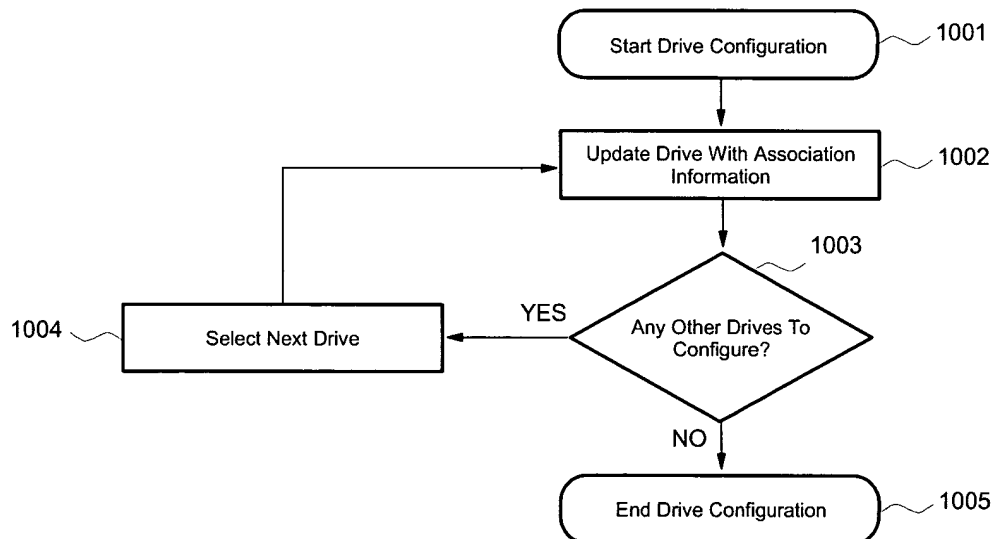 Start Drive Configuration
1001
Update Drive With Association
Information
1002
1003
Any Other Drives To
Configure?
YES
1004
Select Next Drive
NO
End Drive Configuration
1005